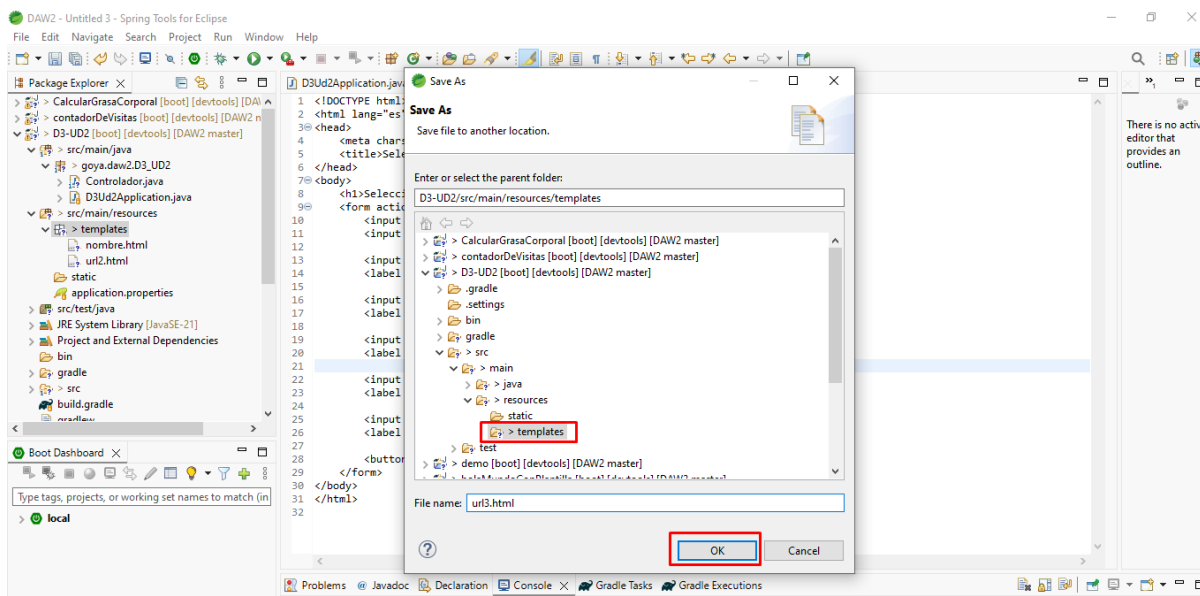 DAW2 - Untitled 3 - Spring Tools for Eclipse
File Edit Navigate Search Project Run Window Help
Package Explorer
> CalcularGrasaCorporal [boot] [devtools] [DA
> contadorDeVisitas [boot] [devtools] [DAW2 n
> D3-UD2 [boot] [devtools] [DAW2 master]
> src/main/java
> goya.daw2.D3_UD2
Controlador.java
D3Ud2Application.java
> src/main/resources
> templates
nombre.html
url2.html
static
application.properties
src/test/java
JRE System Library [JavaSE-21]
Project and External Dependencies
bin
gradle
> src
build.gradle
gradlew
Boot Dashboard
Type tags, projects, or working set names to match (in
local
D3Ud2Application.java
1 <!DOCTYPE html>
2 <html lang="es"
3 <head>
4 <meta chars
5 <title>Sele
6 </head>
7 <body>
8 <h1>Selecci
9 <form actio
10 <input
11 <input
12
13 <input
14 <label
15
16 <input
17 <label
18
19 <input
20 <label
21
22 <input
23 <label
24
25 <input
26 <label
27
28 <button
29 </form>
30 </body>
31 </html>
32
Save As
Save As
Save file to another location.
Enter or select the parent folder:
D3-UD2/src/main/resources/templates
> CalcularGrasaCorporal [boot] [devtools] [DAW2 master]
> contadorDeVisitas [boot] [devtools] [DAW2 master]
> D3-UD2 [boot] [devtools] [DAW2 master]
.gradle
.settings
bin
gradle
> src
> main
> java
> resources
static
> templates
test
> demo [boot] [devtools] [DAW2 master]
> holaMundoConPlantilla [boot] [devtools] [DAW2 master]
File name: url3.html
OK Cancel
There is no activ
editor that
provides an
outline.
Problems @ Javadoc Declaration Console Gradle Tasks Gradle Executions